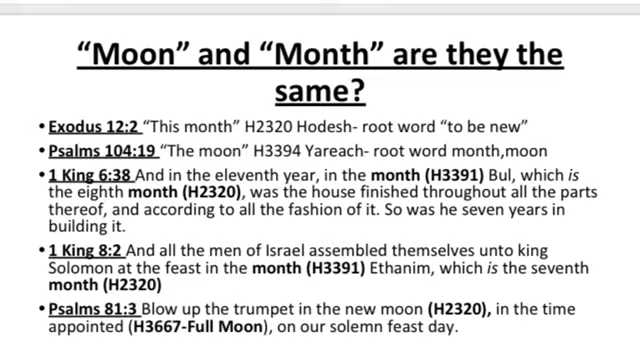 “Moon” and “Month” are they the
same?
• Exodus 12:2 “This month” H2320 Hodesh- root word “to be new”
• Psalms 104:19 “The moon” H3394 Yareach- root word month,moon
• 1 King 6:38 And in the eleventh year, in the month (H3391) Bul, which is
the eighth month (H2320), was the house finished throughout all the parts
thereof, and according to all the fashion of it. So was he seven years in
building it.
• 1 King 8:2 And all the men of Israel assembled themselves unto king
Solomon at the feast in the month (H3391) Ethanim, which is the seventh
month (H2320)
• Psalms 81:3 Blow up the trumpet in the new moon (H2320), in the time
appointed (H3667-Full Moon), on our solemn feast day.